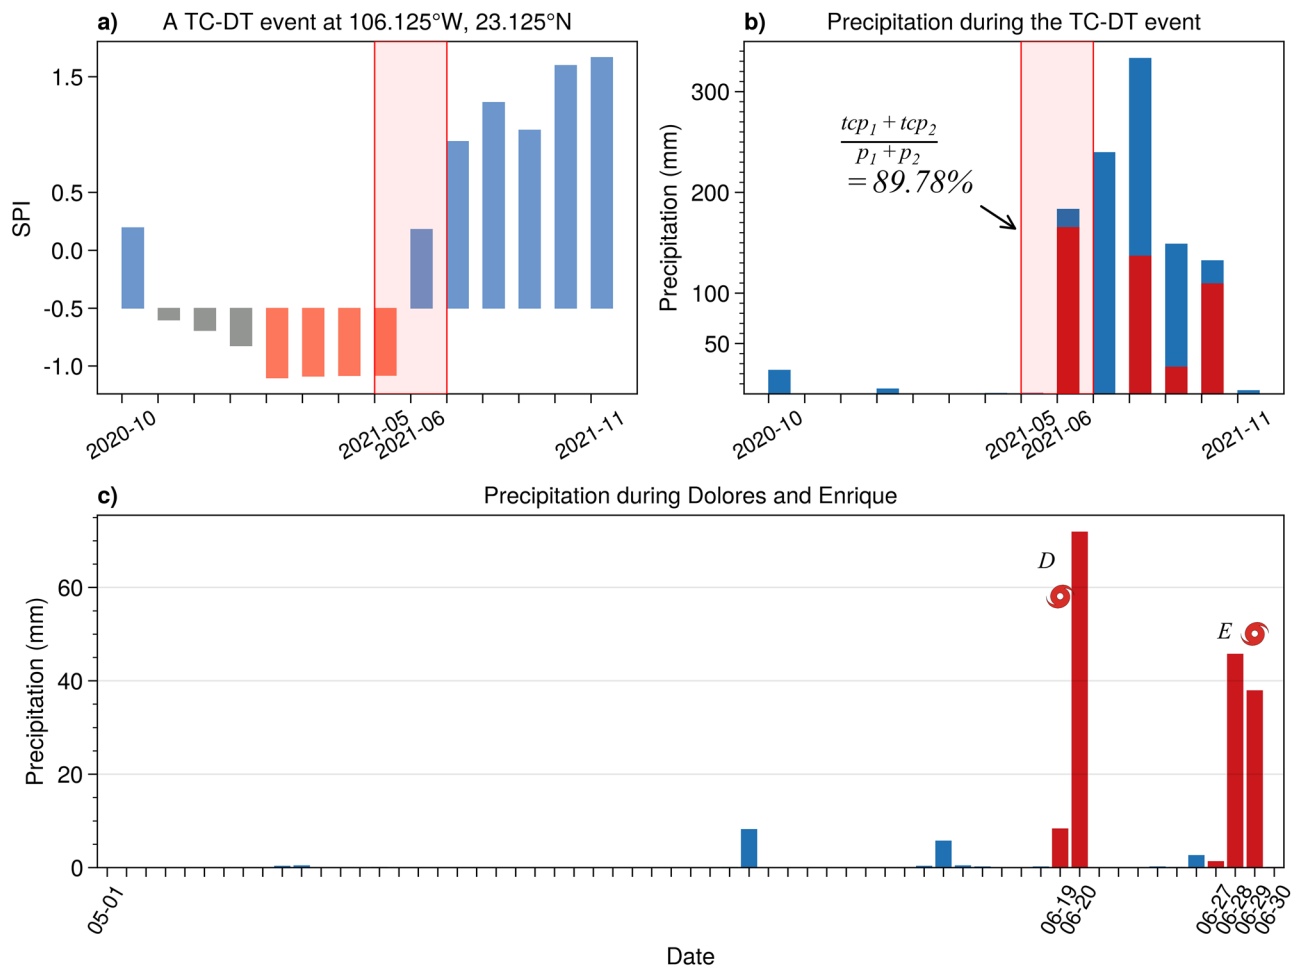 a) A TC-DT event at 106.125°W, 23.125°N
SPI
1.5
0.5
0.0
-0.5
-1.0
2020-10
2021-05
2021-06
2021-11
b) Precipitation during the TC-DT event
Precipitation (mm)
300
200
100
50
tcp1 + tcp2
p1 + p2
= 89.78%
2020-10
2021-05
2021-06
2021-11
c) Precipitation during Dolores and Enrique
Precipitation (mm)
60
40
20
0
D
E
05-01
06-19
06-20
06-27
06-28
06-29
06-30
Date